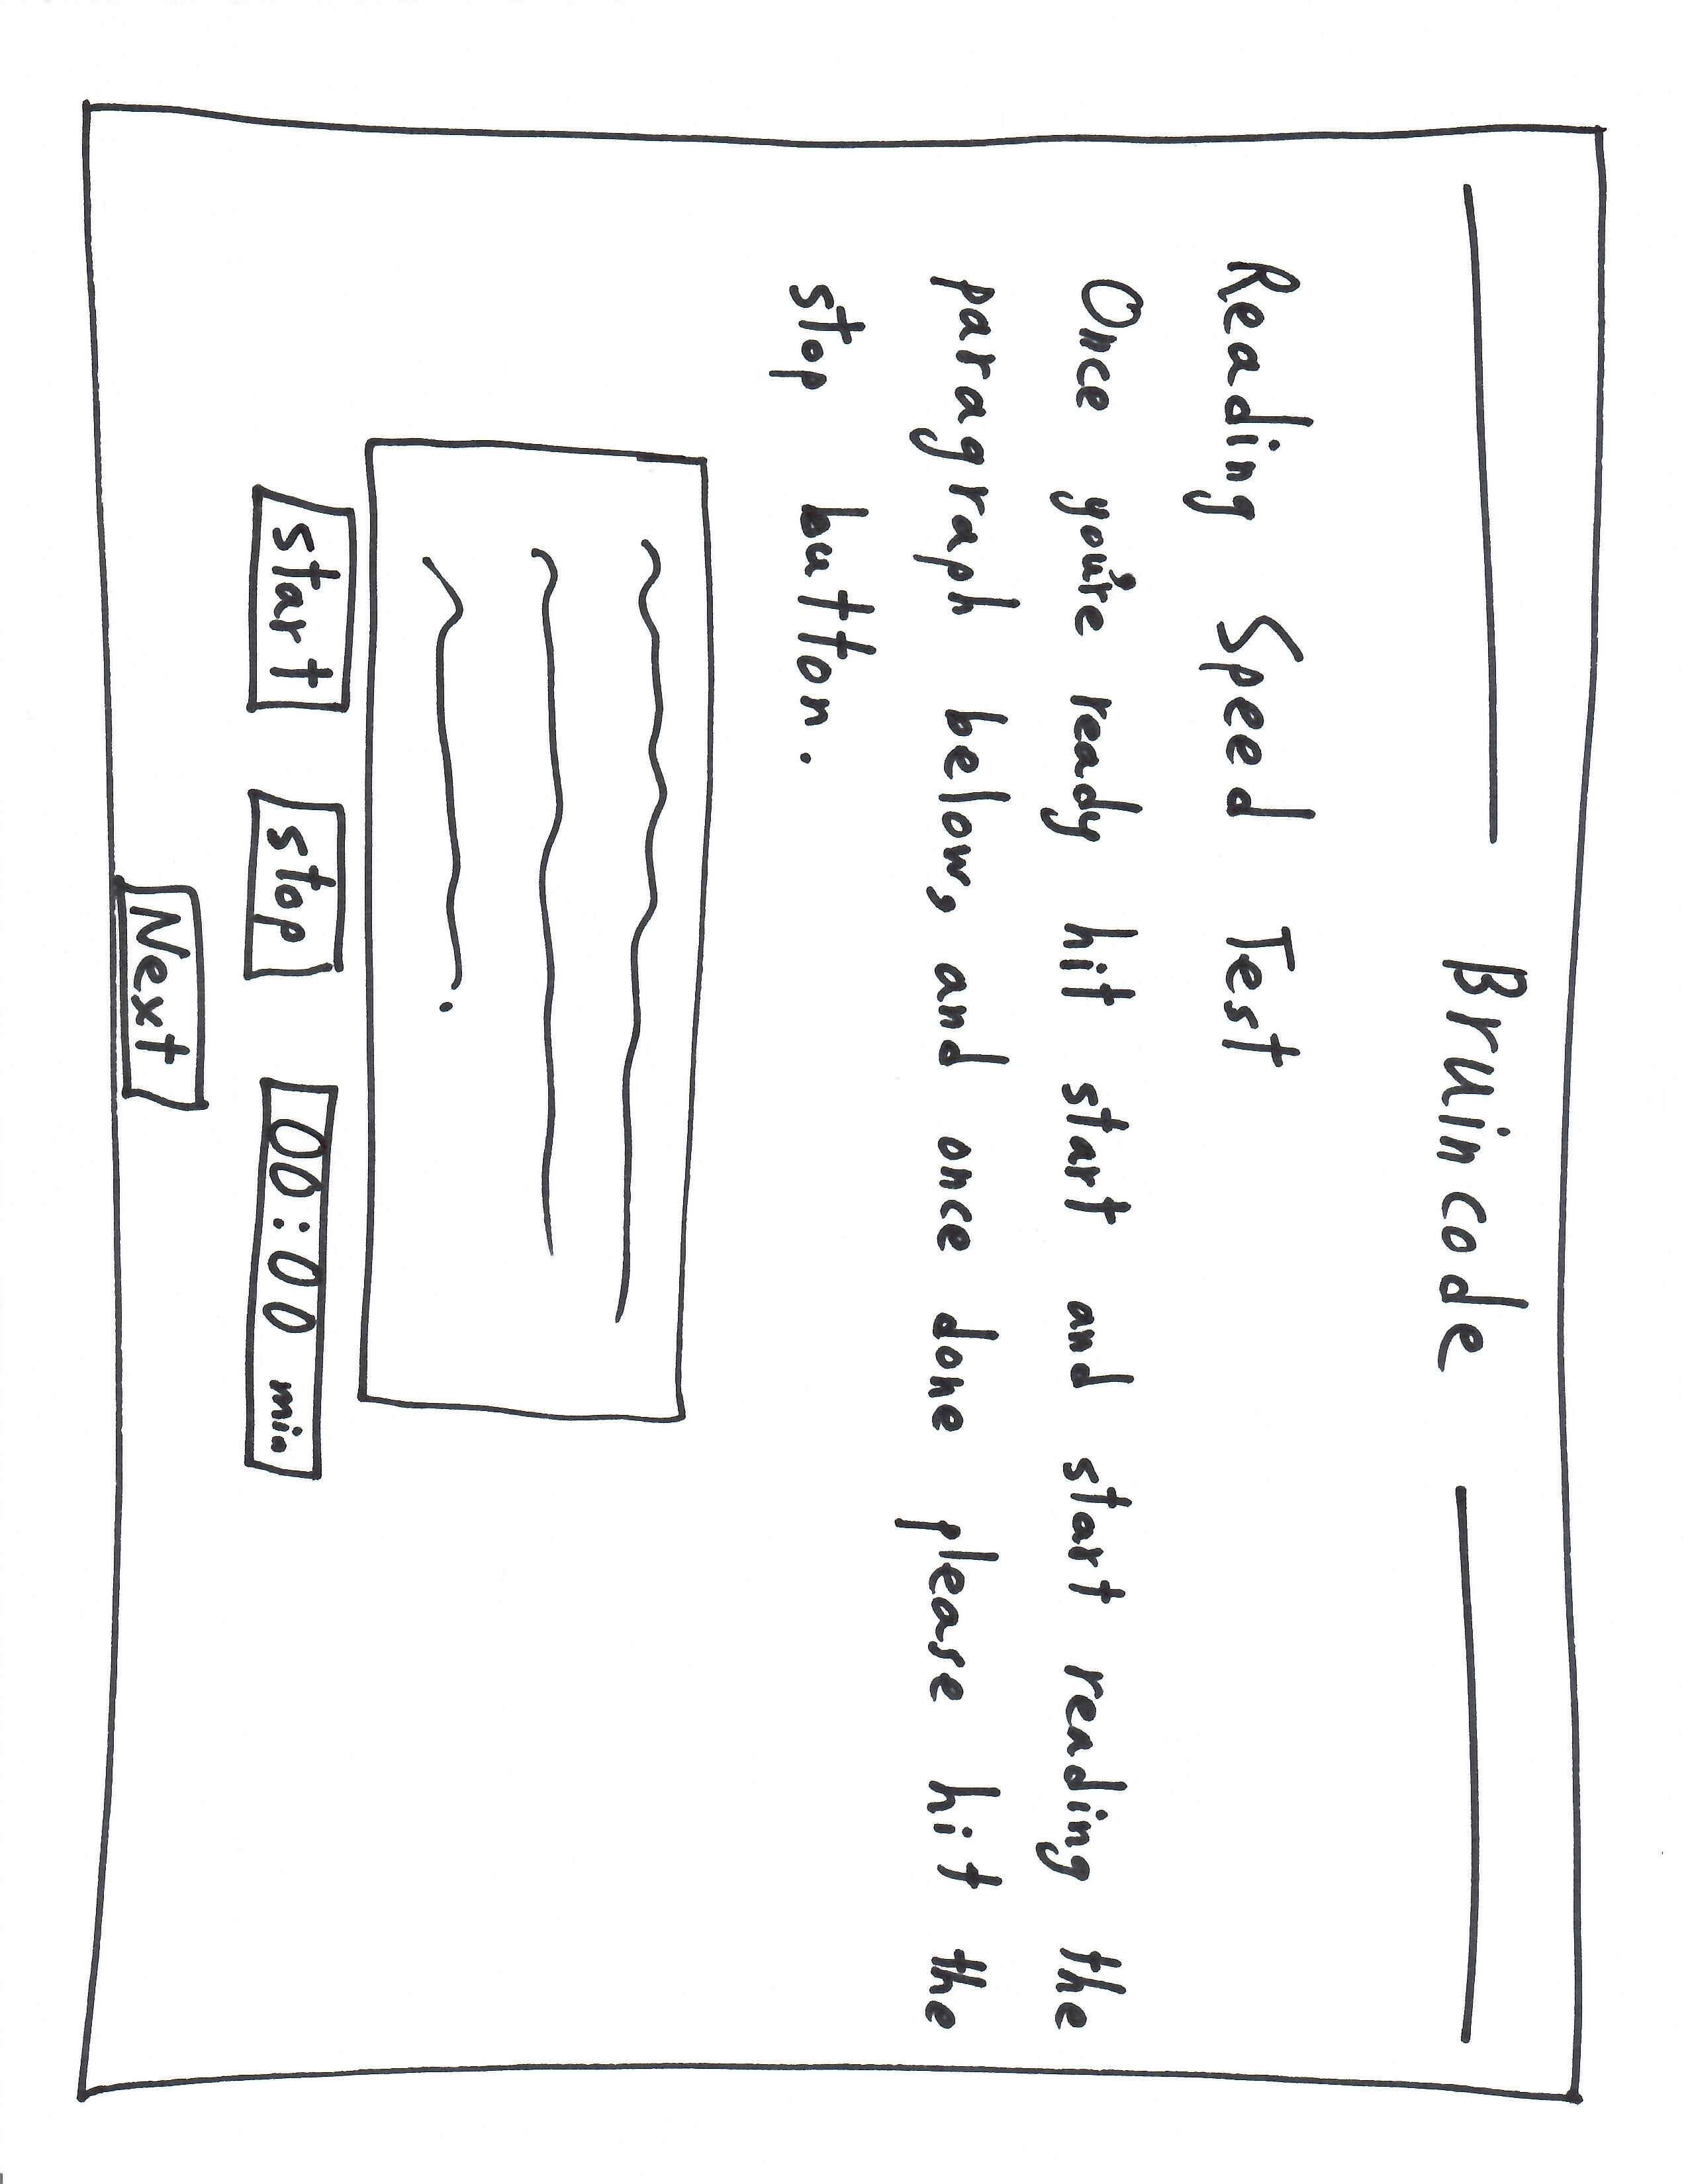 Bruincode
Reading Speed Test
Once you're ready hit start and start reading the
paragraph below, and once done please hit the
stop button.
start stop 00:00 min
Next